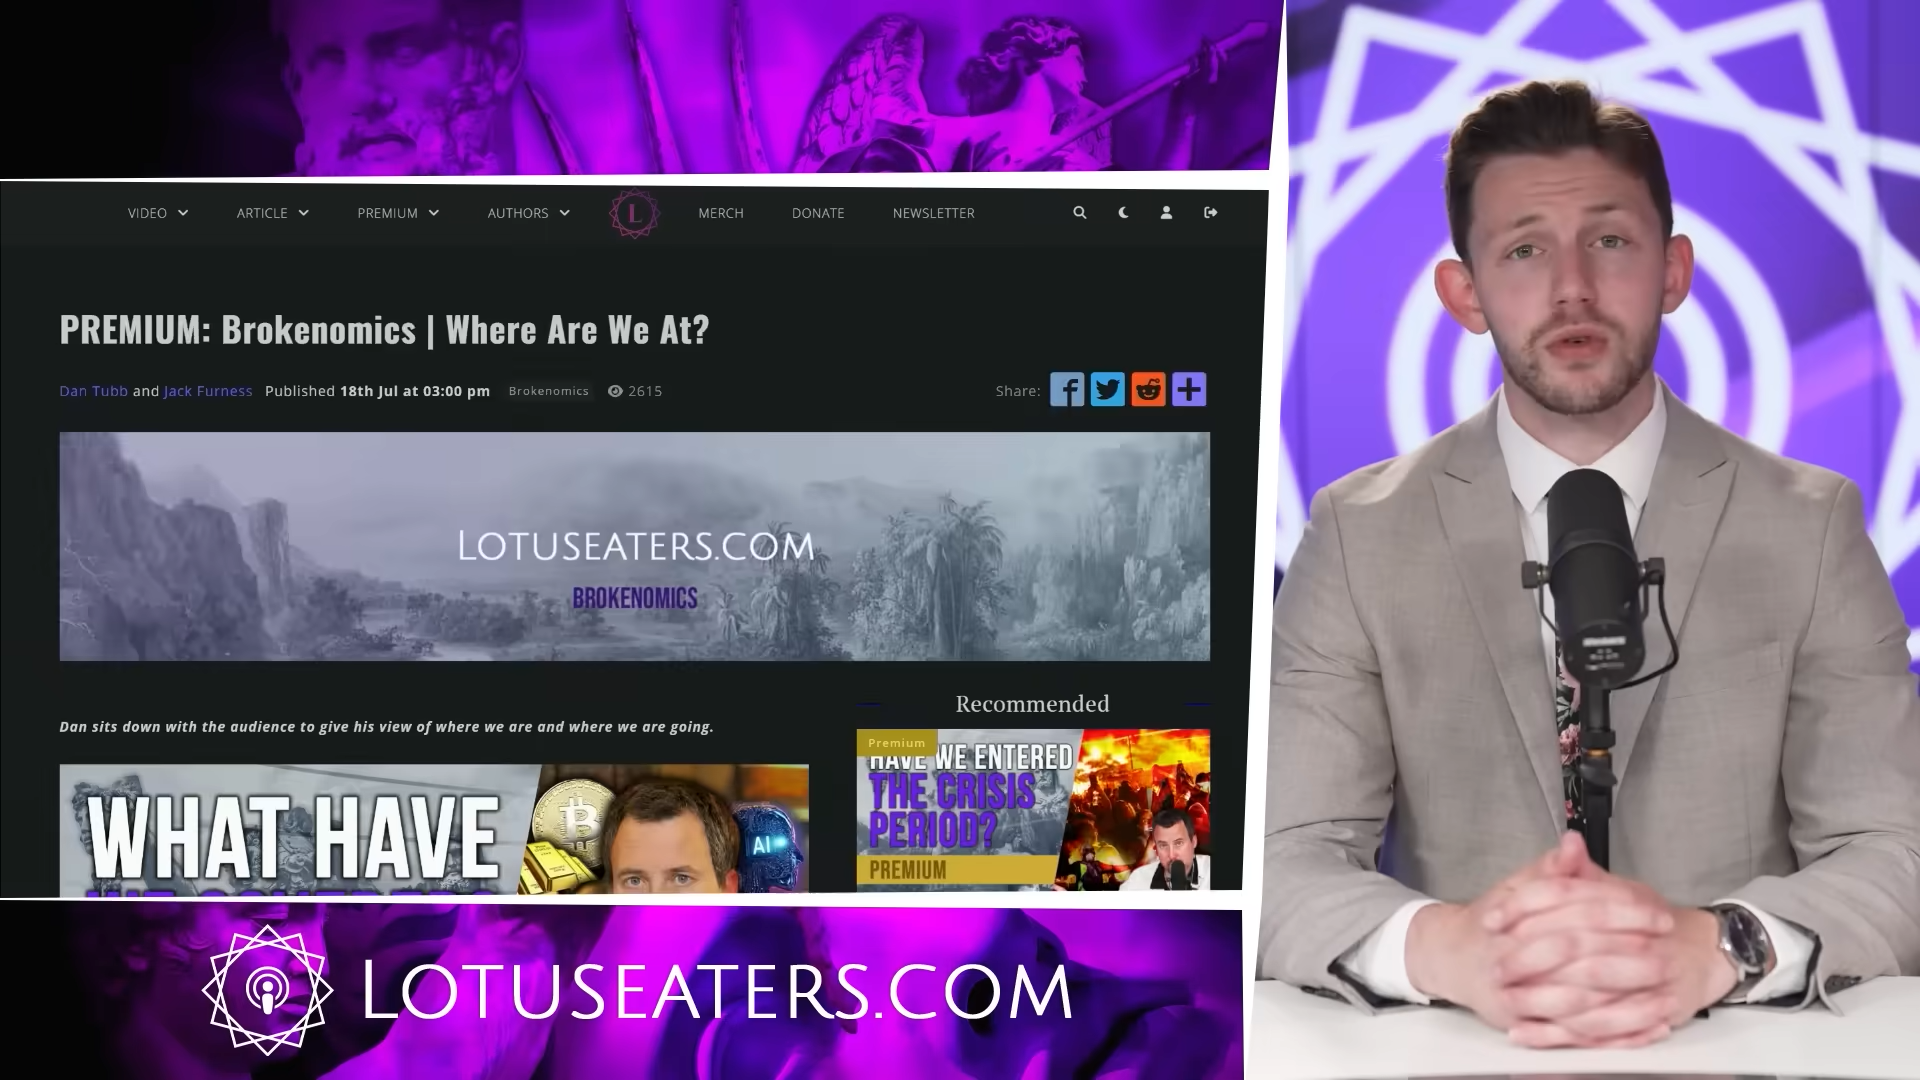 VIDEO
ARTICLE
PREMIUM
AUTHORS
L
MERCH
DONATE
NEWSLETTER
PREMIUM: Brokenomics | Where Are We At?
Dan Tubb and Jack Furness Published 18th Jul at 03:00 pm Brokenomics 2615
Share:
LOTUSEATERS.COM
BROKENOMICS
Dan sits down with the audience to give his view of where we are and where we are going.
WHAT HAVE
AI
Recommended
Premium
HAVE WE ENTERED
THE CRISIS
PERIOD?
PREMIUM
LOTUSEATERS.COM